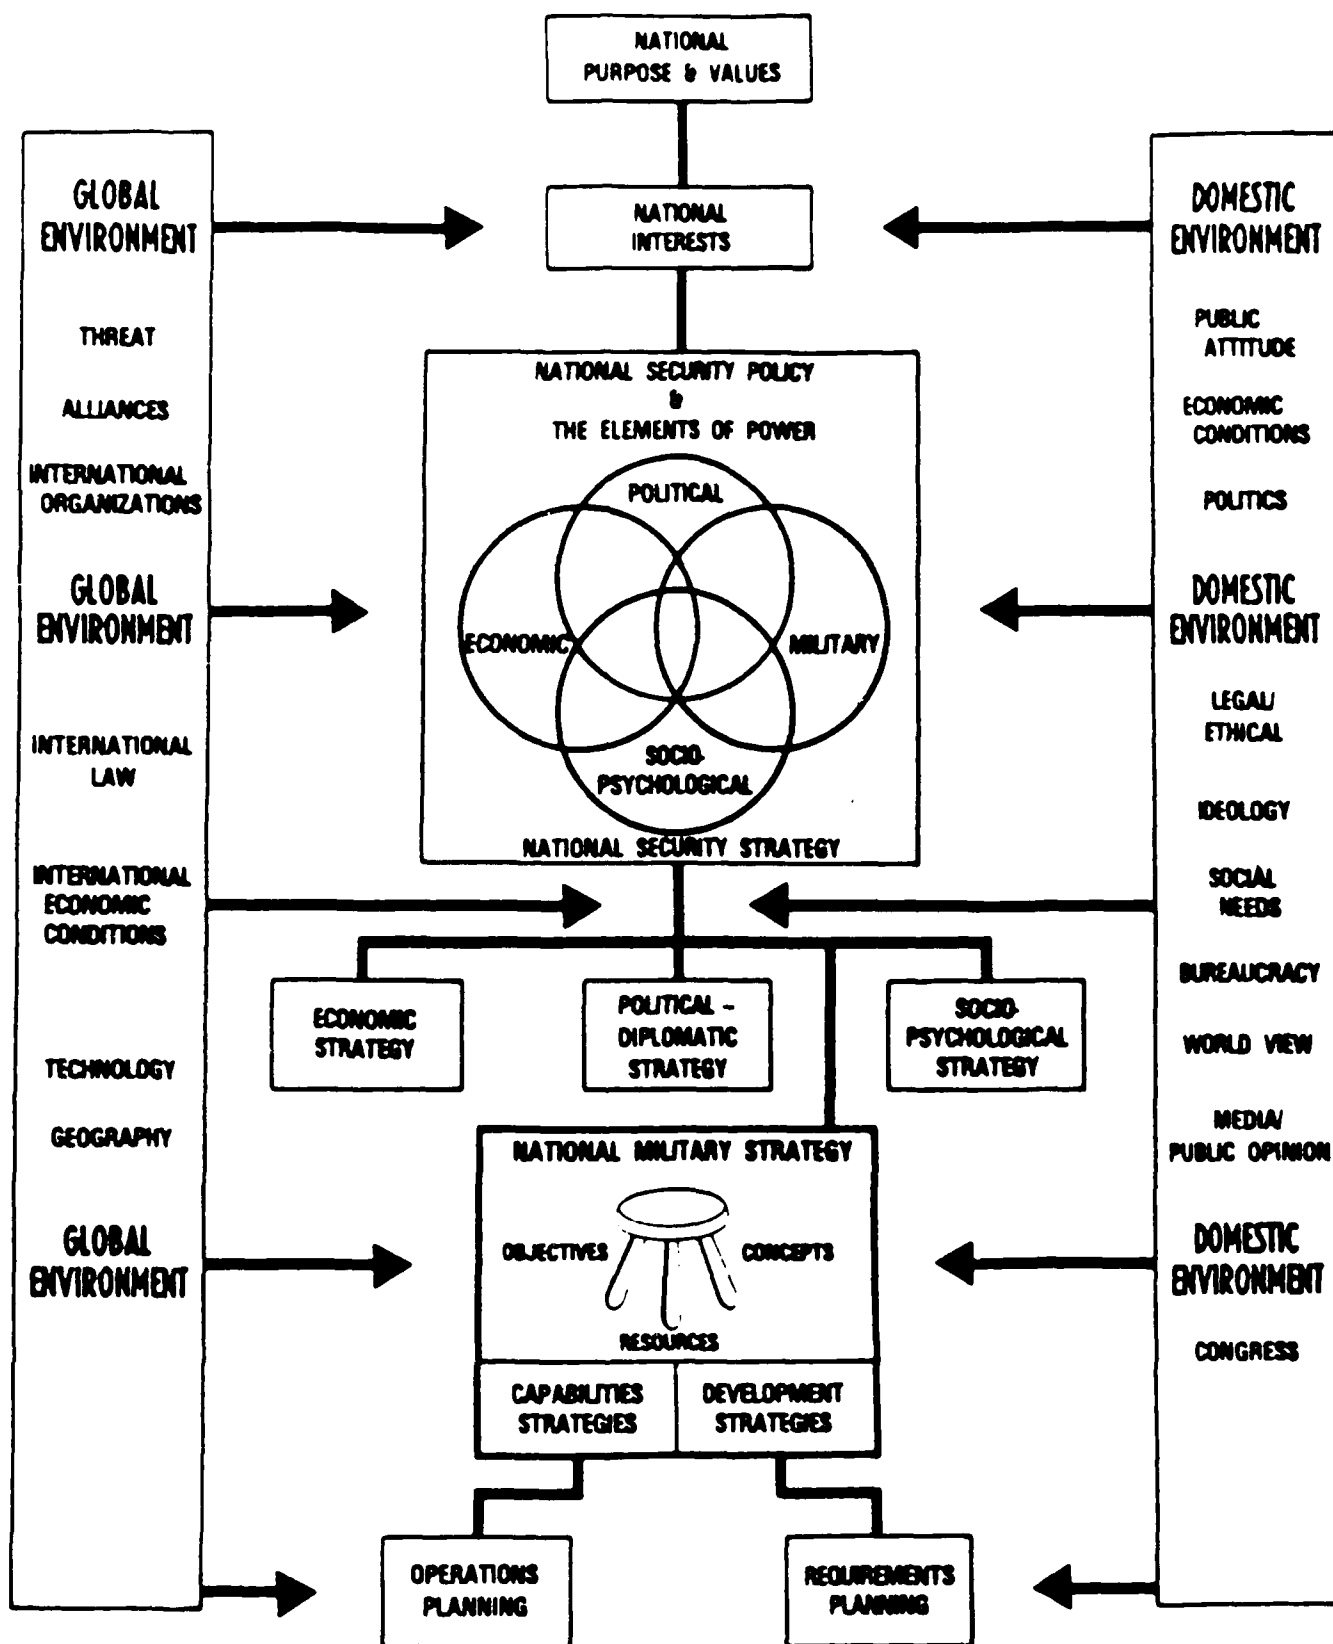 NATIONAL
PURPOSE & VALUES
GLOBAL
ENVIRONMENT
THREAT
ALLIANCES
INTERNATIONAL
ORGANIZATIONS
GLOBAL
ENVIRONMENT
INTERNATIONAL
LAW
INTERNATIONAL
ECONOMIC
CONDITIONS
TECHNOLOGY
GEOGRAPHY
GLOBAL
ENVIRONMENT
NATIONAL
INTERESTS
NATIONAL SECURITY POLICY
&
THE ELEMENTS OF POWER
POLITICAL
ECONOMIC
MILITARY
SOCIO-
PSYCHOLOGICAL
NATIONAL SECURITY STRATEGY
ECONOMIC
STRATEGY
POLITICAL -
DIPLOMATIC
STRATEGY
SOCIO-
PSYCHOLOGICAL
STRATEGY
NATIONAL MILITARY STRATEGY
OBJECTIVES
CONCEPTS
RESOURCES
CAPABILITIES
STRATEGIES
DEVELOPMENT
STRATEGIES
OPERATIONS
PLANNING
REQUIREMENTS
PLANNING
DOMESTIC
ENVIRONMENT
PUBLIC
ATTITUDE
ECONOMIC
CONDITIONS
POLITICS
DOMESTIC
ENVIRONMENT
LEGAL/
ETHICAL
IDEOLOGY
SOCIAL
NEEDS
BUREAUCRACY
WORLD VIEW
MEDIA/
PUBLIC OPINION
DOMESTIC
ENVIRONMENT
CONGRESS